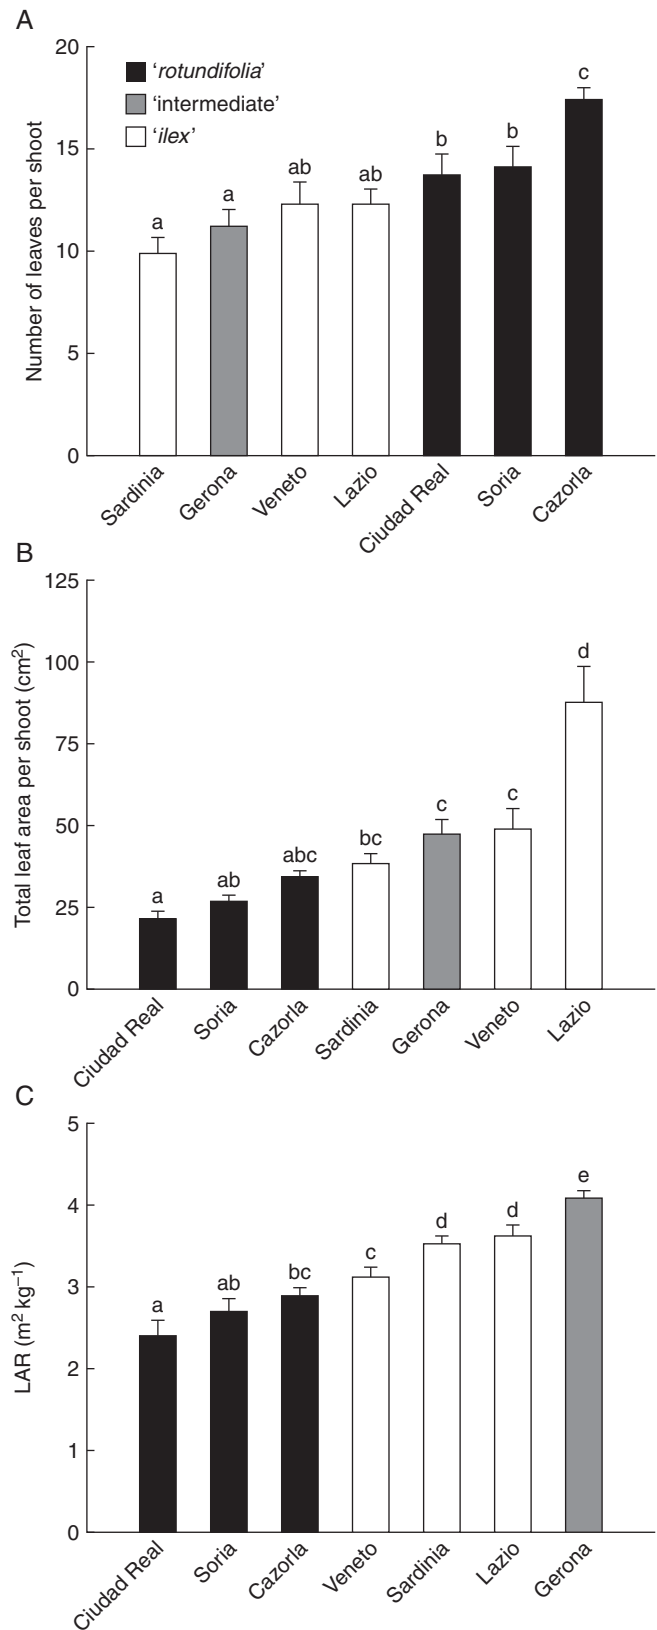 A
20
15
10
5
0
Number of leaves per shoot
'rotundifolia'
'intermediate'
'ilex'
a
a
ab
ab
b
b
c
Sardinia
Gerona
Veneto
Lazio
Ciudad Real
Soria
Cazorla
B
125
100
75
50
25
0
Total leaf area per shoot (cm²)
a
ab
abc
bc
c
c
d
Ciudad Real
Soria
Cazorla
Sardinia
Gerona
Veneto
Lazio
C
5
4
3
2
1
0
LAR (m² kg⁻¹)
a
ab
bc
c
d
d
e
Ciudad Real
Soria
Cazorla
Veneto
Sardinia
Lazio
Gerona